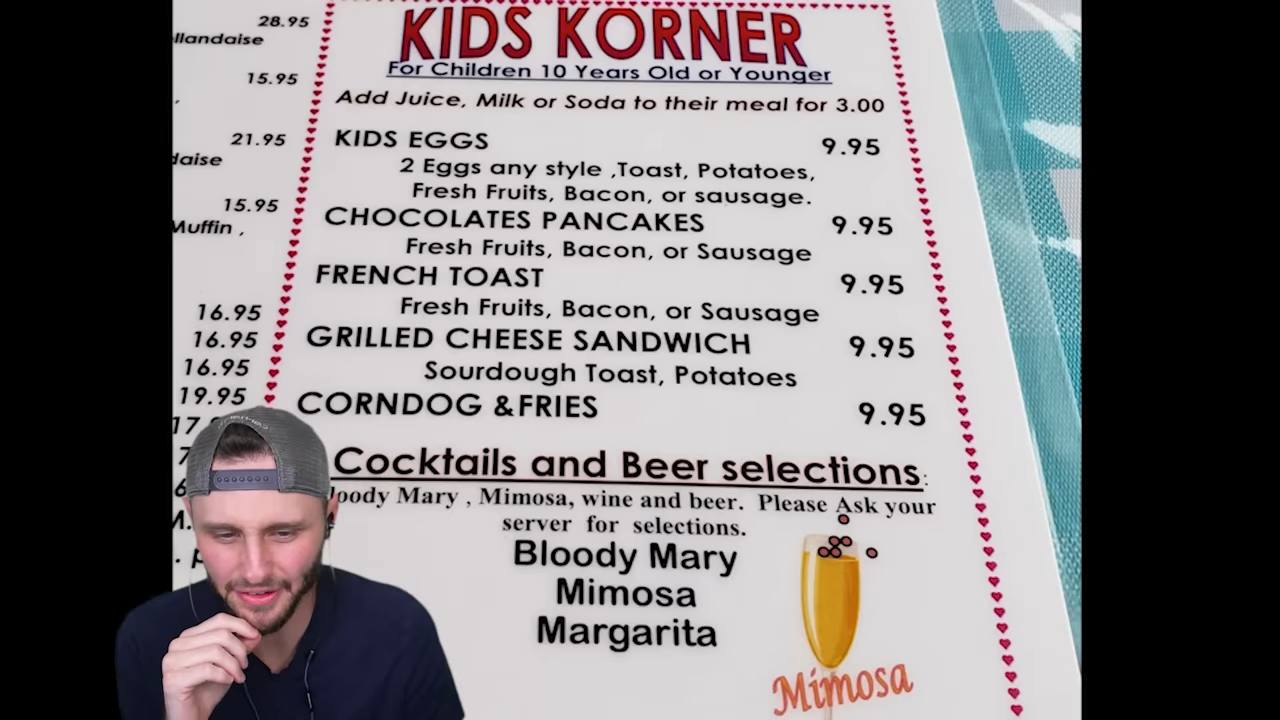 28.95
llandaise
15.95
21.95
daise
15.95
Muffin ,
16.95
16.95
16.95
19.95
KIDS KORNER
For Children 10 Years Old or Younger
Add Juice, Milk or Soda to their meal for 3.00
KIDS EGGS 9.95
2 Eggs any style ,Toast, Potatoes,
Fresh Fruits, Bacon, or sausage.
CHOCOLATES PANCAKES 9.95
Fresh Fruits, Bacon, or Sausage
FRENCH TOAST 9.95
Fresh Fruits, Bacon, or Sausage
GRILLED CHEESE SANDWICH 9.95
Sourdough Toast, Potatoes
CORNDOG &FRIES 9.95
Cocktails and Beer selections:
loody Mary , Mimosa, wine and beer. Please Ask your
server for selections.
Bloody Mary
Mimosa
Margarita
Mimosa